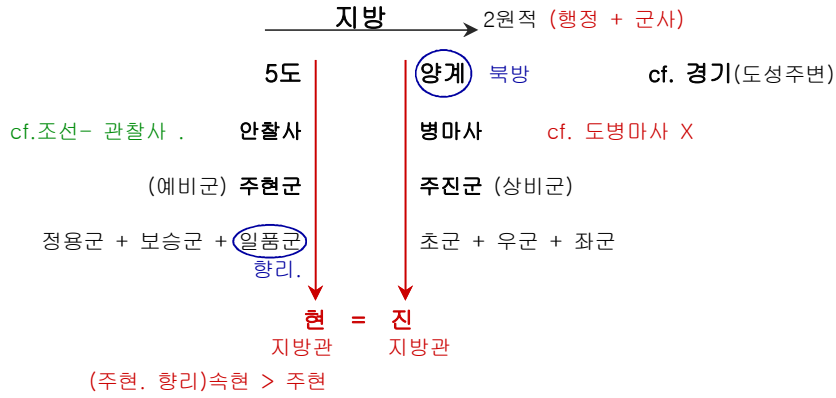 지방 2원적 (행정 + 군사)
5도 양계 북방 cf. 경기(도성주변)
cf.조선- 관찰사 . 안찰사 병마사 cf. 도병마사 X
(예비군) 주현군 주진군 (상비군)
정용군 + 보승군 + 일품군 초군 + 우군 + 좌군
향리.
현 = 진
지방관 지방관
(주현. 향리)속현 > 주현